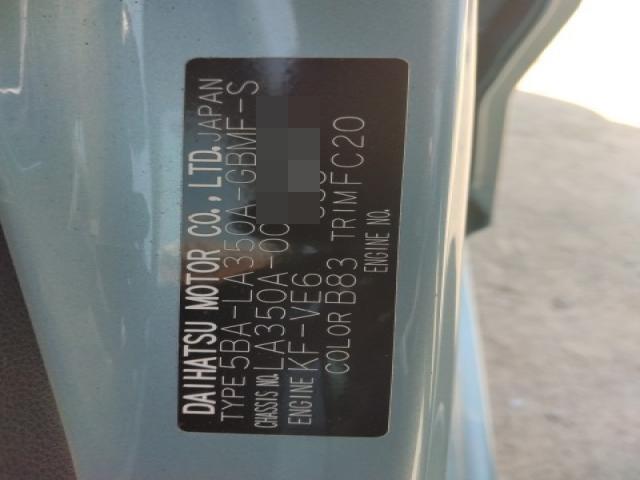 DAIHATSU MOTOR CO., LTD. JAPAN
TYPE 5BA-LA350A-GBMF-S
CHASSIS NO. LA350A-00
ENGINE KF-VE6
COLOR B83 TRIM FC20
ENGINE NO.